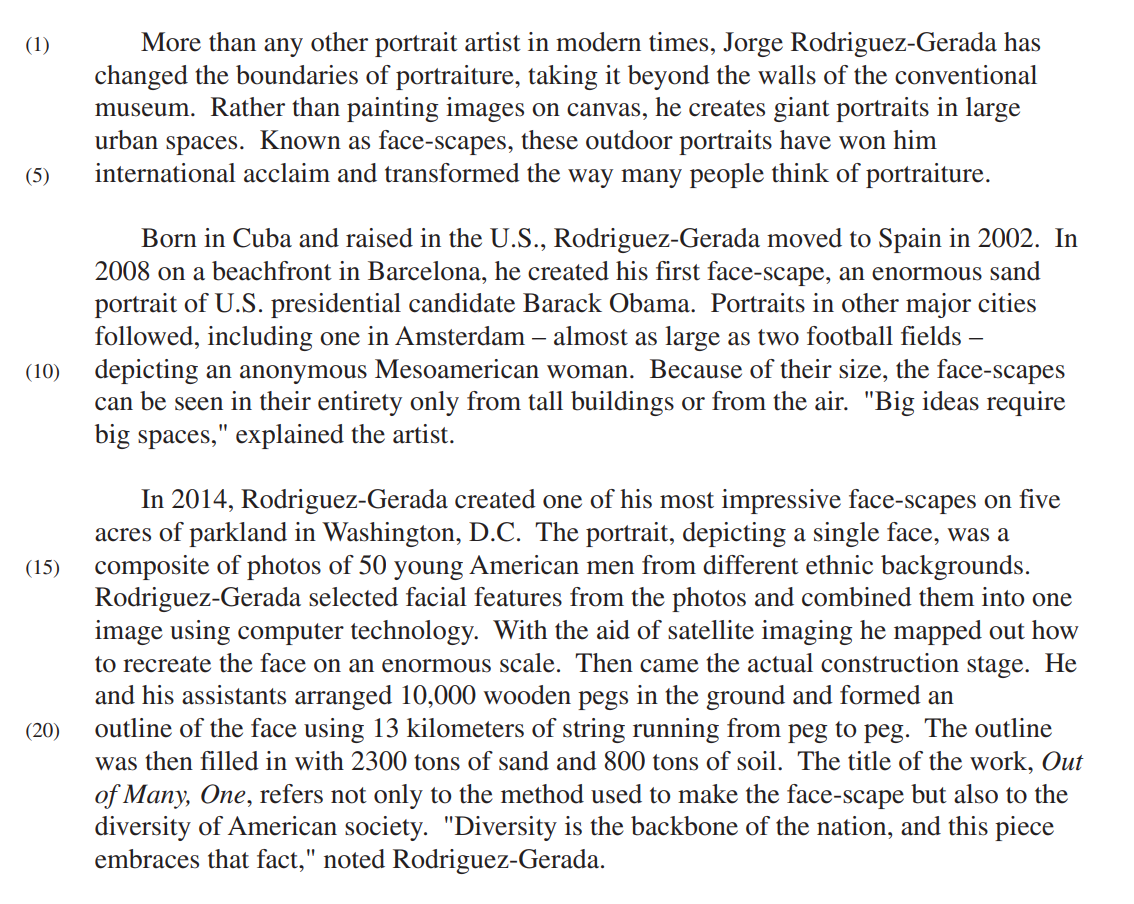 (1) More than any other portrait artist in modern times, Jorge Rodriguez-Gerada has
changed the boundaries of portraiture, taking it beyond the walls of the conventional
museum. Rather than painting images on canvas, he creates giant portraits in large
urban spaces. Known as face-scapes, these outdoor portraits have won him
(5) international acclaim and transformed the way many people think of portraiture.
Born in Cuba and raised in the U.S., Rodriguez-Gerada moved to Spain in 2002. In
2008 on a beachfront in Barcelona, he created his first face-scape, an enormous sand
portrait of U.S. presidential candidate Barack Obama. Portraits in other major cities
followed, including one in Amsterdam – almost as large as two football fields –
(10) depicting an anonymous Mesoamerican woman. Because of their size, the face-scapes
can be seen in their entirety only from tall buildings or from the air. "Big ideas require
big spaces," explained the artist.
In 2014, Rodriguez-Gerada created one of his most impressive face-scapes on five
acres of parkland in Washington, D.C. The portrait, depicting a single face, was a
(15) composite of photos of 50 young American men from different ethnic backgrounds.
Rodriguez-Gerada selected facial features from the photos and combined them into one
image using computer technology. With the aid of satellite imaging he mapped out how
to recreate the face on an enormous scale. Then came the actual construction stage. He
and his assistants arranged 10,000 wooden pegs in the ground and formed an
(20) outline of the face using 13 kilometers of string running from peg to peg. The outline
was then filled in with 2300 tons of sand and 800 tons of soil. The title of the work, Out
of Many, One, refers not only to the method used to make the face-scape but also to the
diversity of American society. "Diversity is the backbone of the nation, and this piece
embraces that fact," noted Rodriguez-Gerada.